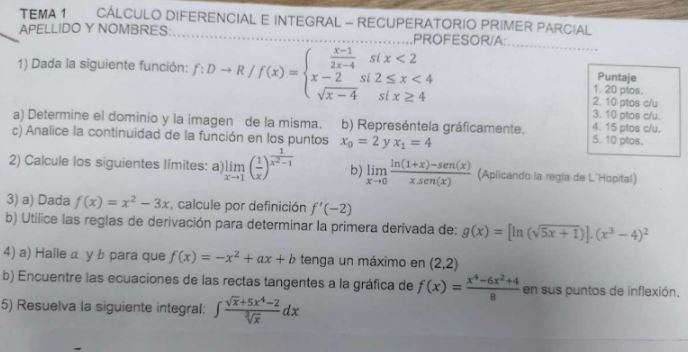 TEMA 1 CÁLCULO DIFERENCIAL E INTEGRAL – RECUPERATORIO PRIMER PARCIAL
APELLIDO Y NOMBRES:...............................................PROFESOR/A:........................
1) Dada la siguiente función: f: D → R / f(x) = { (x−1)/(2x−4) si x < 2
x − 2 si 2 ≤ x < 4
√(x − 4) si x ≥ 4
Puntaje
1. 20 ptos.
2. 10 ptos c/u
3. 10 ptos c/u.
4. 15 ptos c/u.
5. 10 ptos.
a) Determine el dominio y la imagen de la misma. b) Represéntela gráficamente.
c) Analice la continuidad de la función en los puntos x₀ = 2 y x₁ = 4
2) Calcule los siguientes límites: a) lim x→1 (1/x)^(1/(x²−1)) b) lim x→0 (ln(1+x)−sen(x))/(x.sen(x)) (Aplicando la regla de L´Hopital)
3) a) Dada f(x) = x² − 3x, calcule por definición f'(−2)
b) Utilice las reglas de derivación para determinar la primera derivada de: g(x) = [ln (√(5x + 1))]. (x³ − 4)²
4) a) Halle a y b para que f(x) = −x² + ax + b tenga un máximo en (2,2)
b) Encuentre las ecuaciones de las rectas tangentes a la gráfica de f(x) = (x⁴−6x²+4)/8 en sus puntos de inflexión.
5) Resuelva la siguiente integral: ∫ (√x+5x⁴−2)/∛x dx